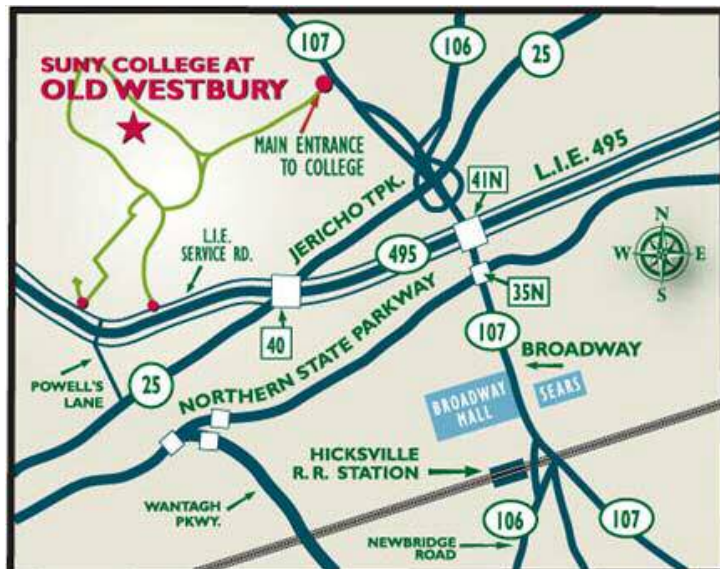 107
106
25
SUNY COLLEGE AT
OLD WESTBURY
MAIN ENTRANCE
TO COLLEGE
41N
L.I.E. 495
JERICHO TPK.
L.I.E.
SERVICE RD.
495
N
W
E
S
35N
40
NORTHERN STATE PARKWAY
107
BROADWAY
POWELL'S
LANE
25
BROADWAY
MALL
SEARS
HICKSVILLE
R.R. STATION
WANTAGH
PKWY.
106
107
NEWBRIDGE
ROAD